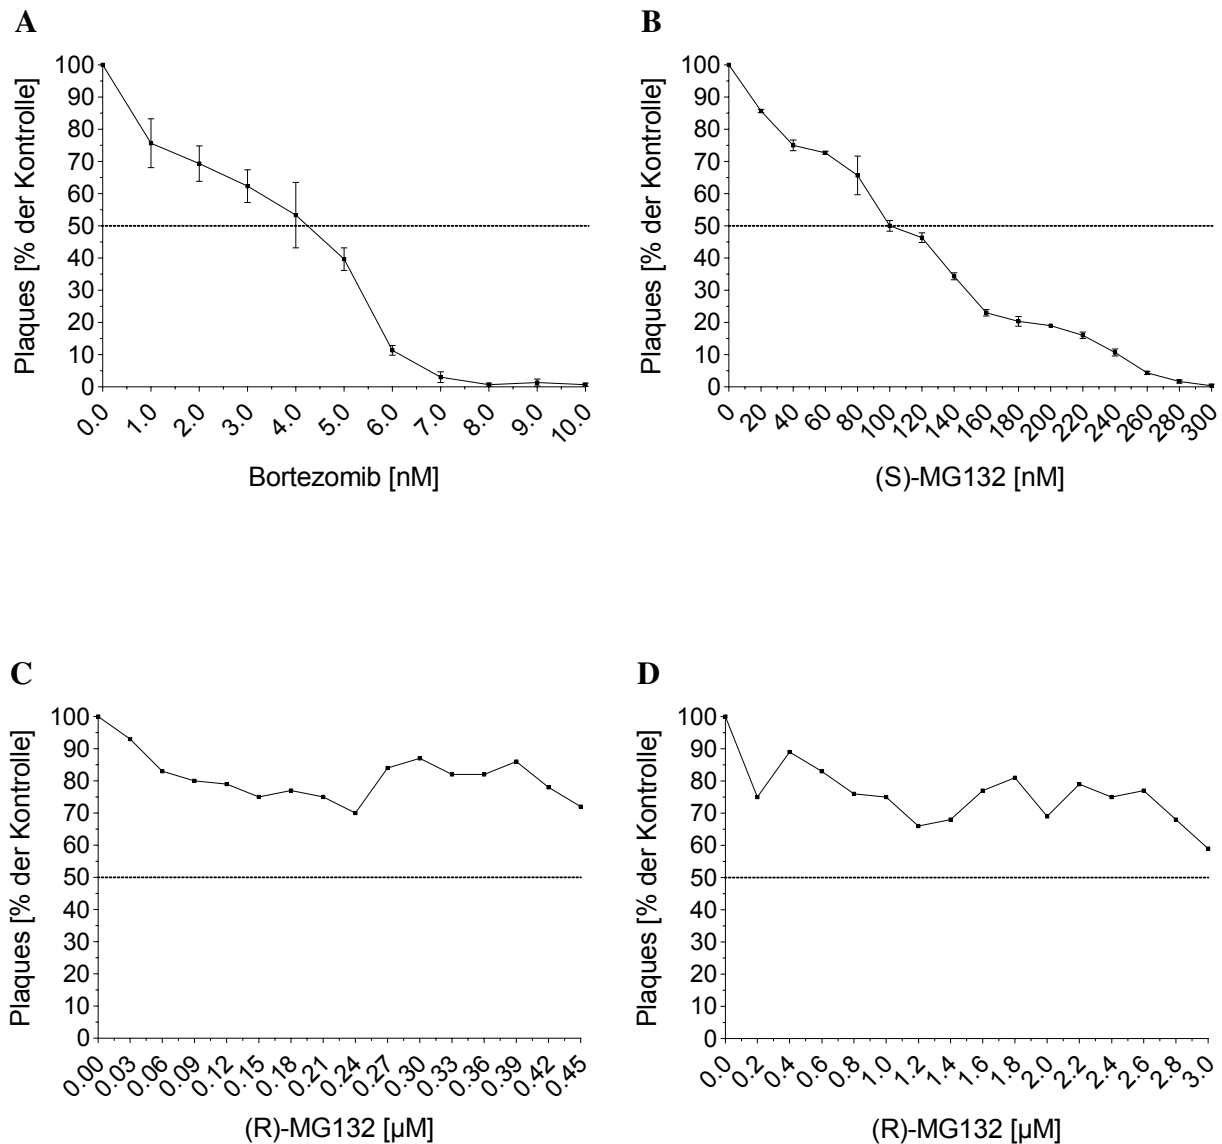 A
Plaques [% der Kontrolle]
100
90
80
70
60
50
40
30
20
10
0
0.0 1.0 2.0 3.0 4.0 5.0 6.0 7.0 8.0 9.0 10.0
Bortezomib [nM]
B
Plaques [% der Kontrolle]
100
90
80
70
60
50
40
30
20
10
0
0 20 40 60 80 100 120 140 160 180 200 220 240 260 280 300
(S)-MG132 [nM]
C
Plaques [% der Kontrolle]
100
90
80
70
60
50
40
30
20
10
0
0.00 0.03 0.06 0.09 0.12 0.15 0.18 0.21 0.24 0.27 0.30 0.33 0.36 0.39 0.42 0.45
(R)-MG132 [µM]
D
Plaques [% der Kontrolle]
100
90
80
70
60
50
40
30
20
10
0
0.0 0.2 0.4 0.6 0.8 1.0 1.2 1.4 1.6 1.8 2.0 2.2 2.4 2.6 2.8 3.0
(R)-MG132 [µM]